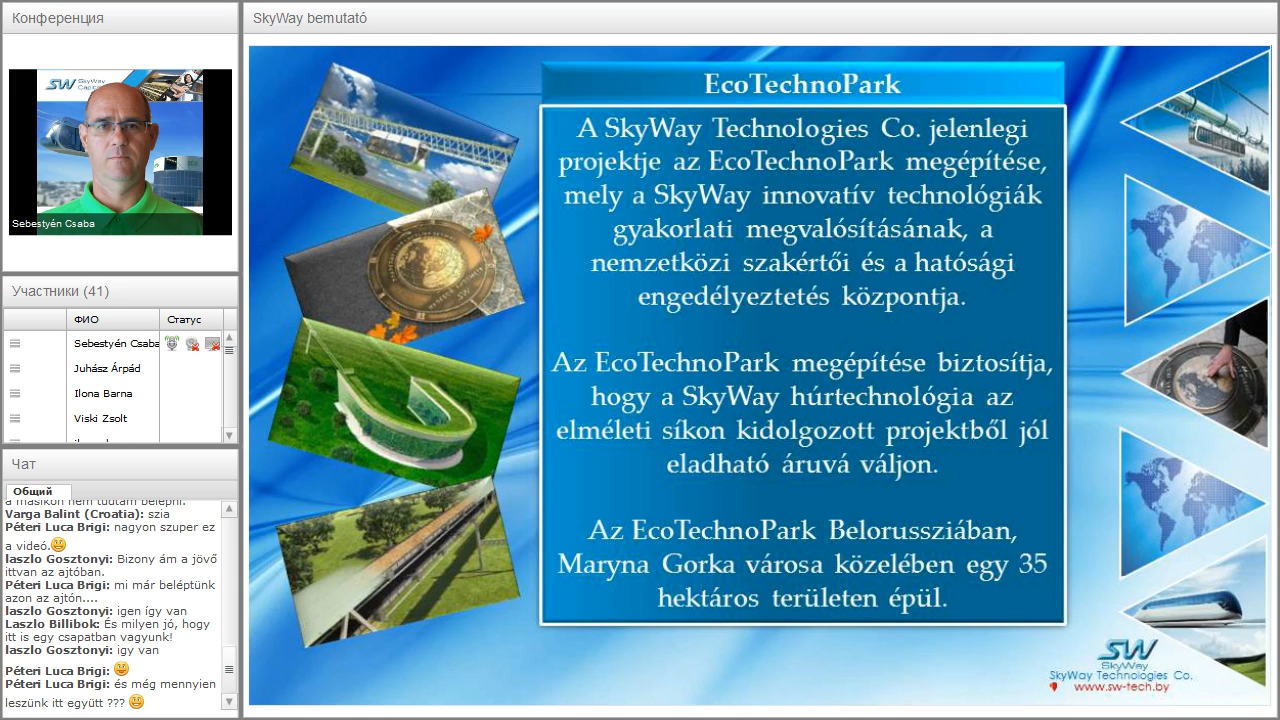 Конференция
SW SkyWay
Sebestyén Csaba
Участники (41)
ФИО Статус
Sebestyén Csaba
Juhász Árpád
Ilona Barna
Viski Zsolt
Чат
Общий
a másikon nem tudtam belépni.
Varga Balint (Croatia): szia
Péteri Luca Brigi: nagyon szuper ez
a videó.
laszlo Gosztonyi: Bizony ám a jövő
ittvan az ajtóban.
Péteri Luca Brigi: mi már beléptünk
azon az ajtón....
laszlo Gosztonyi: igen így van
Laszlo Billibok: És milyen jó, hogy
itt is egy csapatban vagyunk!
laszlo Gosztonyi: igy van
Péteri Luca Brigi:
Péteri Luca Brigi: és még mennyien
leszünk itt együtt ???
SkyWay bemutató
EcoTechnoPark
A SkyWay Technologies Co. jelenlegi
projektje az EcoTechnoPark megépítése,
mely a SkyWay innovatív technológiák
gyakorlati megvalósításának, a
nemzetközi szakértői és a hatósági
engedélyeztetés központja.
Az EcoTechnoPark megépítése biztosítja,
hogy a SkyWay húrtechnológia az
elméleti síkon kidolgozott projektből jól
eladható áruvá váljon.
Az EcoTechnoPark Belorussziában,
Maryna Gorka városa közelében egy 35
hektáros területen épül.
SW
SkyWay
SkyWay Technologies Co.
www.sw-tech.by